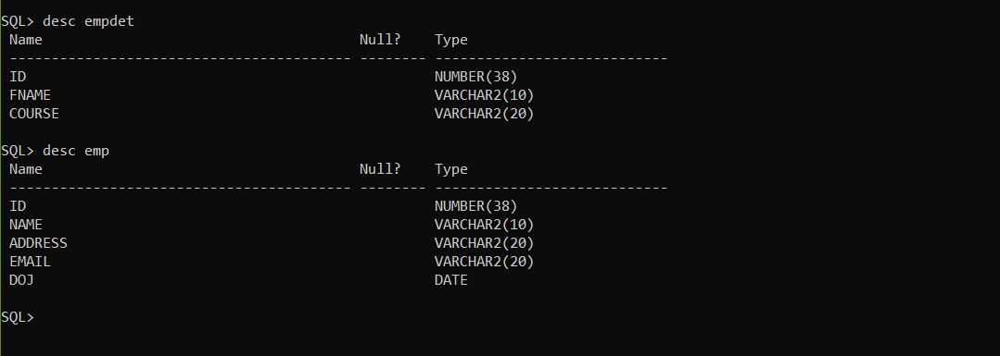 SQL> desc empdet
Name Null? Type
----------------------------------------- -------- ----------------------------
ID NUMBER(38)
FNAME VARCHAR2(10)
COURSE VARCHAR2(20)
SQL> desc emp
Name Null? Type
----------------------------------------- -------- ----------------------------
ID NUMBER(38)
NAME VARCHAR2(10)
ADDRESS VARCHAR2(20)
EMAIL VARCHAR2(20)
DOJ DATE
SQL>